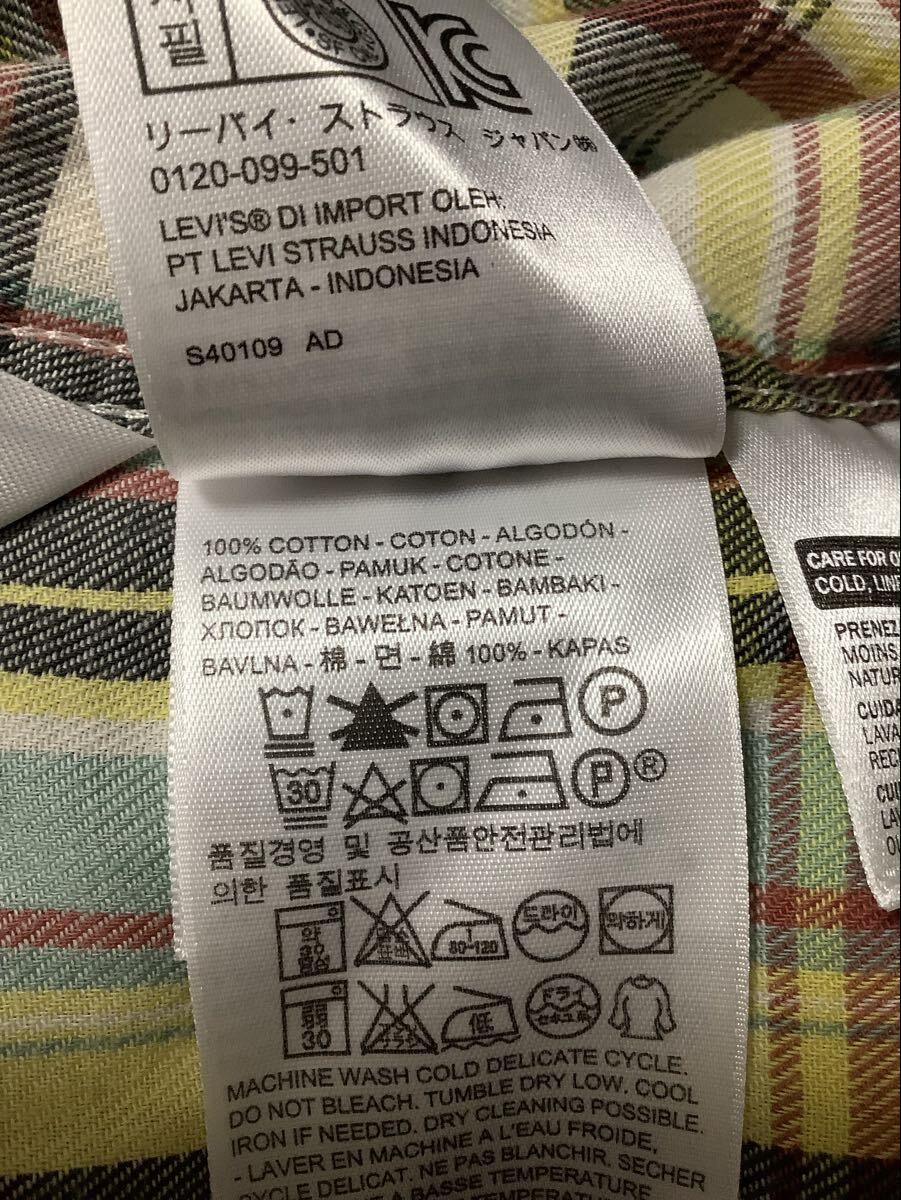 필
OF
リーバイ・ストラウス ジャパン㈱
0120-099-501
LEVI'S® DI IMPORT OLEH:
PT LEVI STRAUSS INDONESIA
JAKARTA - INDONESIA
S40109 AD
100% COTTON - COTON - ALGODÓN -
ALGODÃO - PAMUK - COTONE -
BAUMWOLLE - KATOEN - BAMBAKI -
ХЛОПОК - BAWEŁNA - PAMUT -
BAVLNA - 棉 - 면 - 綿 100% - KAPAS
P
30 P ®
품질경영 및 공산품안전관리법에
의한 품질표시
80-120 드라이 약하게
30 低 ドライ
MACHINE WASH COLD DELICATE CYCLE.
DO NOT BLEACH. TUMBLE DRY LOW. COOL
IRON IF NEEDED. DRY CLEANING POSSIBLE.
- LAVER EN MACHINE A L'EAU FROIDE,
CYCLE DELICAT. NE PAS BLANCHIR. SECHER
A BASSE TEMPERATURE
CARE FOR
COLD,
PRENEZ
MOINS